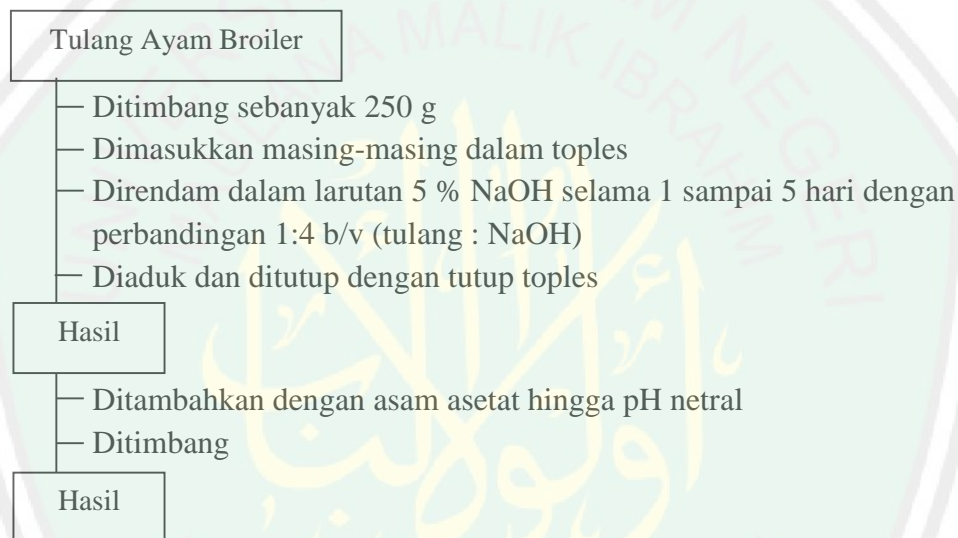 Tulang Ayam Broiler
Ditimbang sebanyak 250 g
Dimasukkan masing-masing dalam toples
Direndam dalam larutan 5 % NaOH selama 1 sampai 5 hari dengan
perbandingan 1:4 b/v (tulang : NaOH)
Diaduk dan ditutup dengan tutup toples
Hasil
Ditambahkan dengan asam asetat hingga pH netral
Ditimbang
Hasil